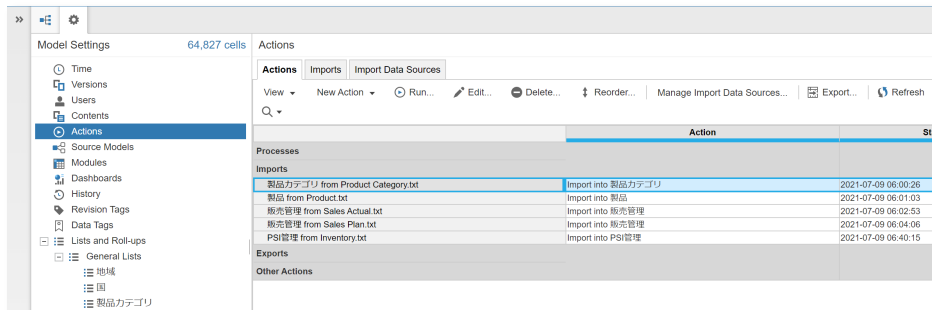 Model Settings 64,827 cells
Time
Versions
Users
Contents
Actions
Source Models
Modules
Dashboards
History
Revision Tags
Data Tags
Lists and Roll-ups
General Lists
地域
国
製品カテゴリ
Actions
Actions Imports Import Data Sources
View New Action Run... Edit... Delete... Reorder... Manage Import Data Sources... Export... Refresh
Action St
Processes
Imports
製品カテゴリ from Product Category.txt Import into 製品カテゴリ 2021-07-09 06:00:26
製品 from Product.txt Import into 製品 2021-07-09 06:01:03
販売管理 from Sales Actual.txt Import into 販売管理 2021-07-09 06:02:53
販売管理 from Sales Plan.txt Import into 販売管理 2021-07-09 06:04:06
PSI管理 from Inventory.txt Import into PSI管理 2021-07-09 06:40:15
Exports
Other Actions